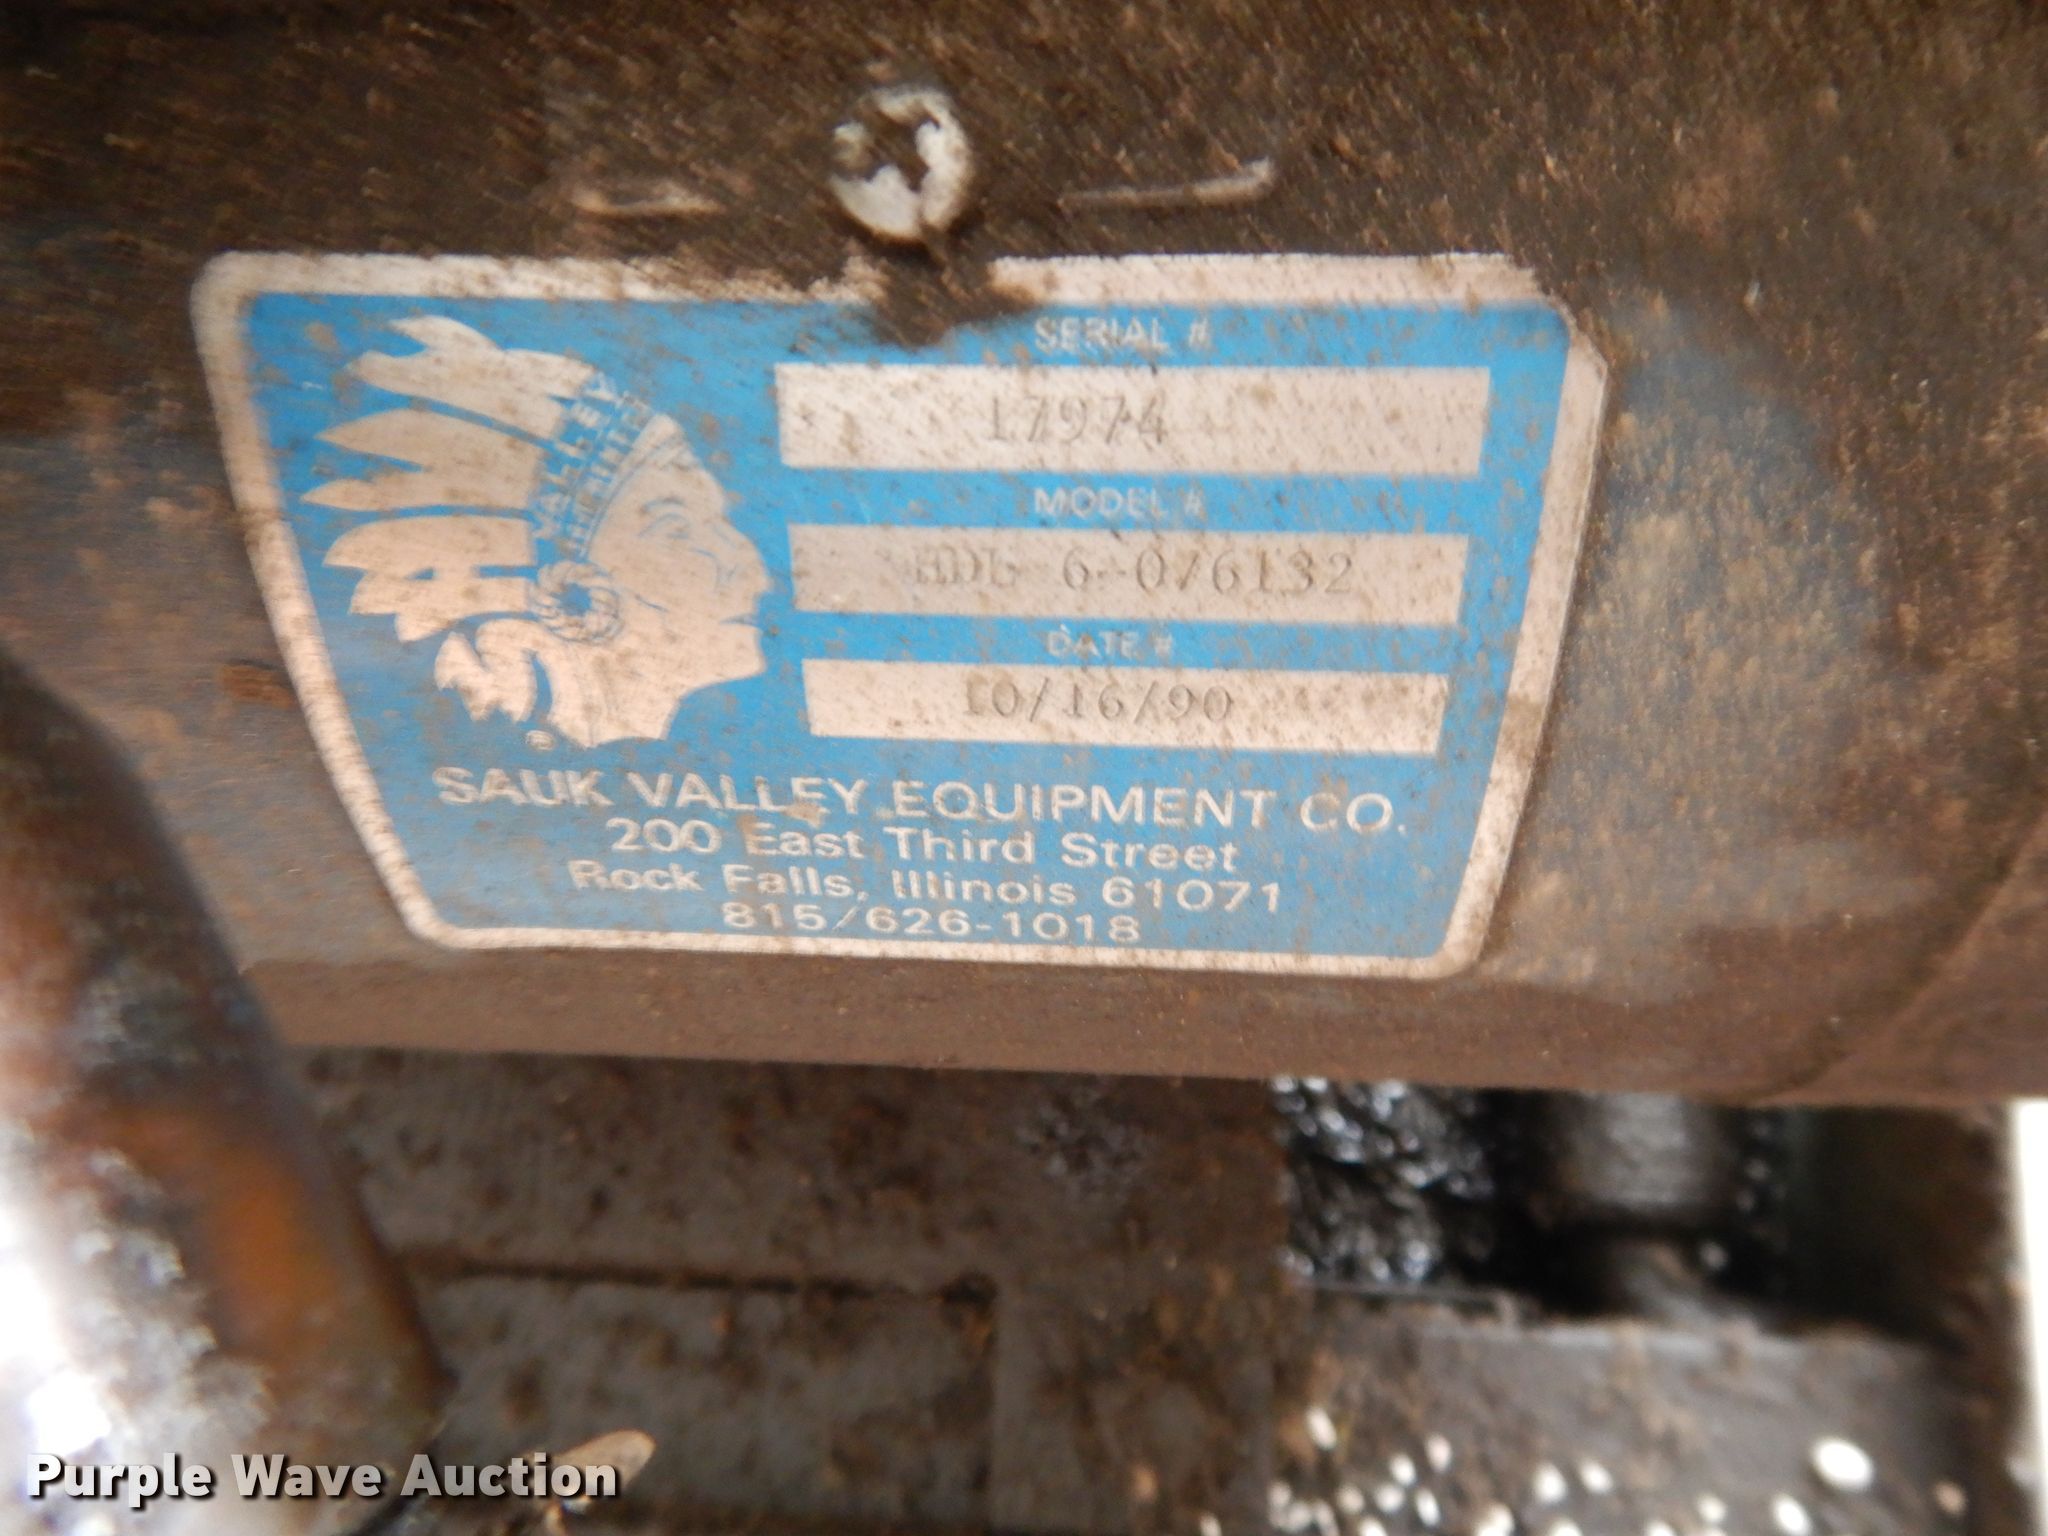 SERIAL #
17974
MODEL #
6-076132
DATE #
10/16/90
VALLEY
®
SAUK VALLEY EQUIPMENT CO.
200 East Third Street
Rock Falls, Illinois 61071
815/626-1018
Purple Wave Auction